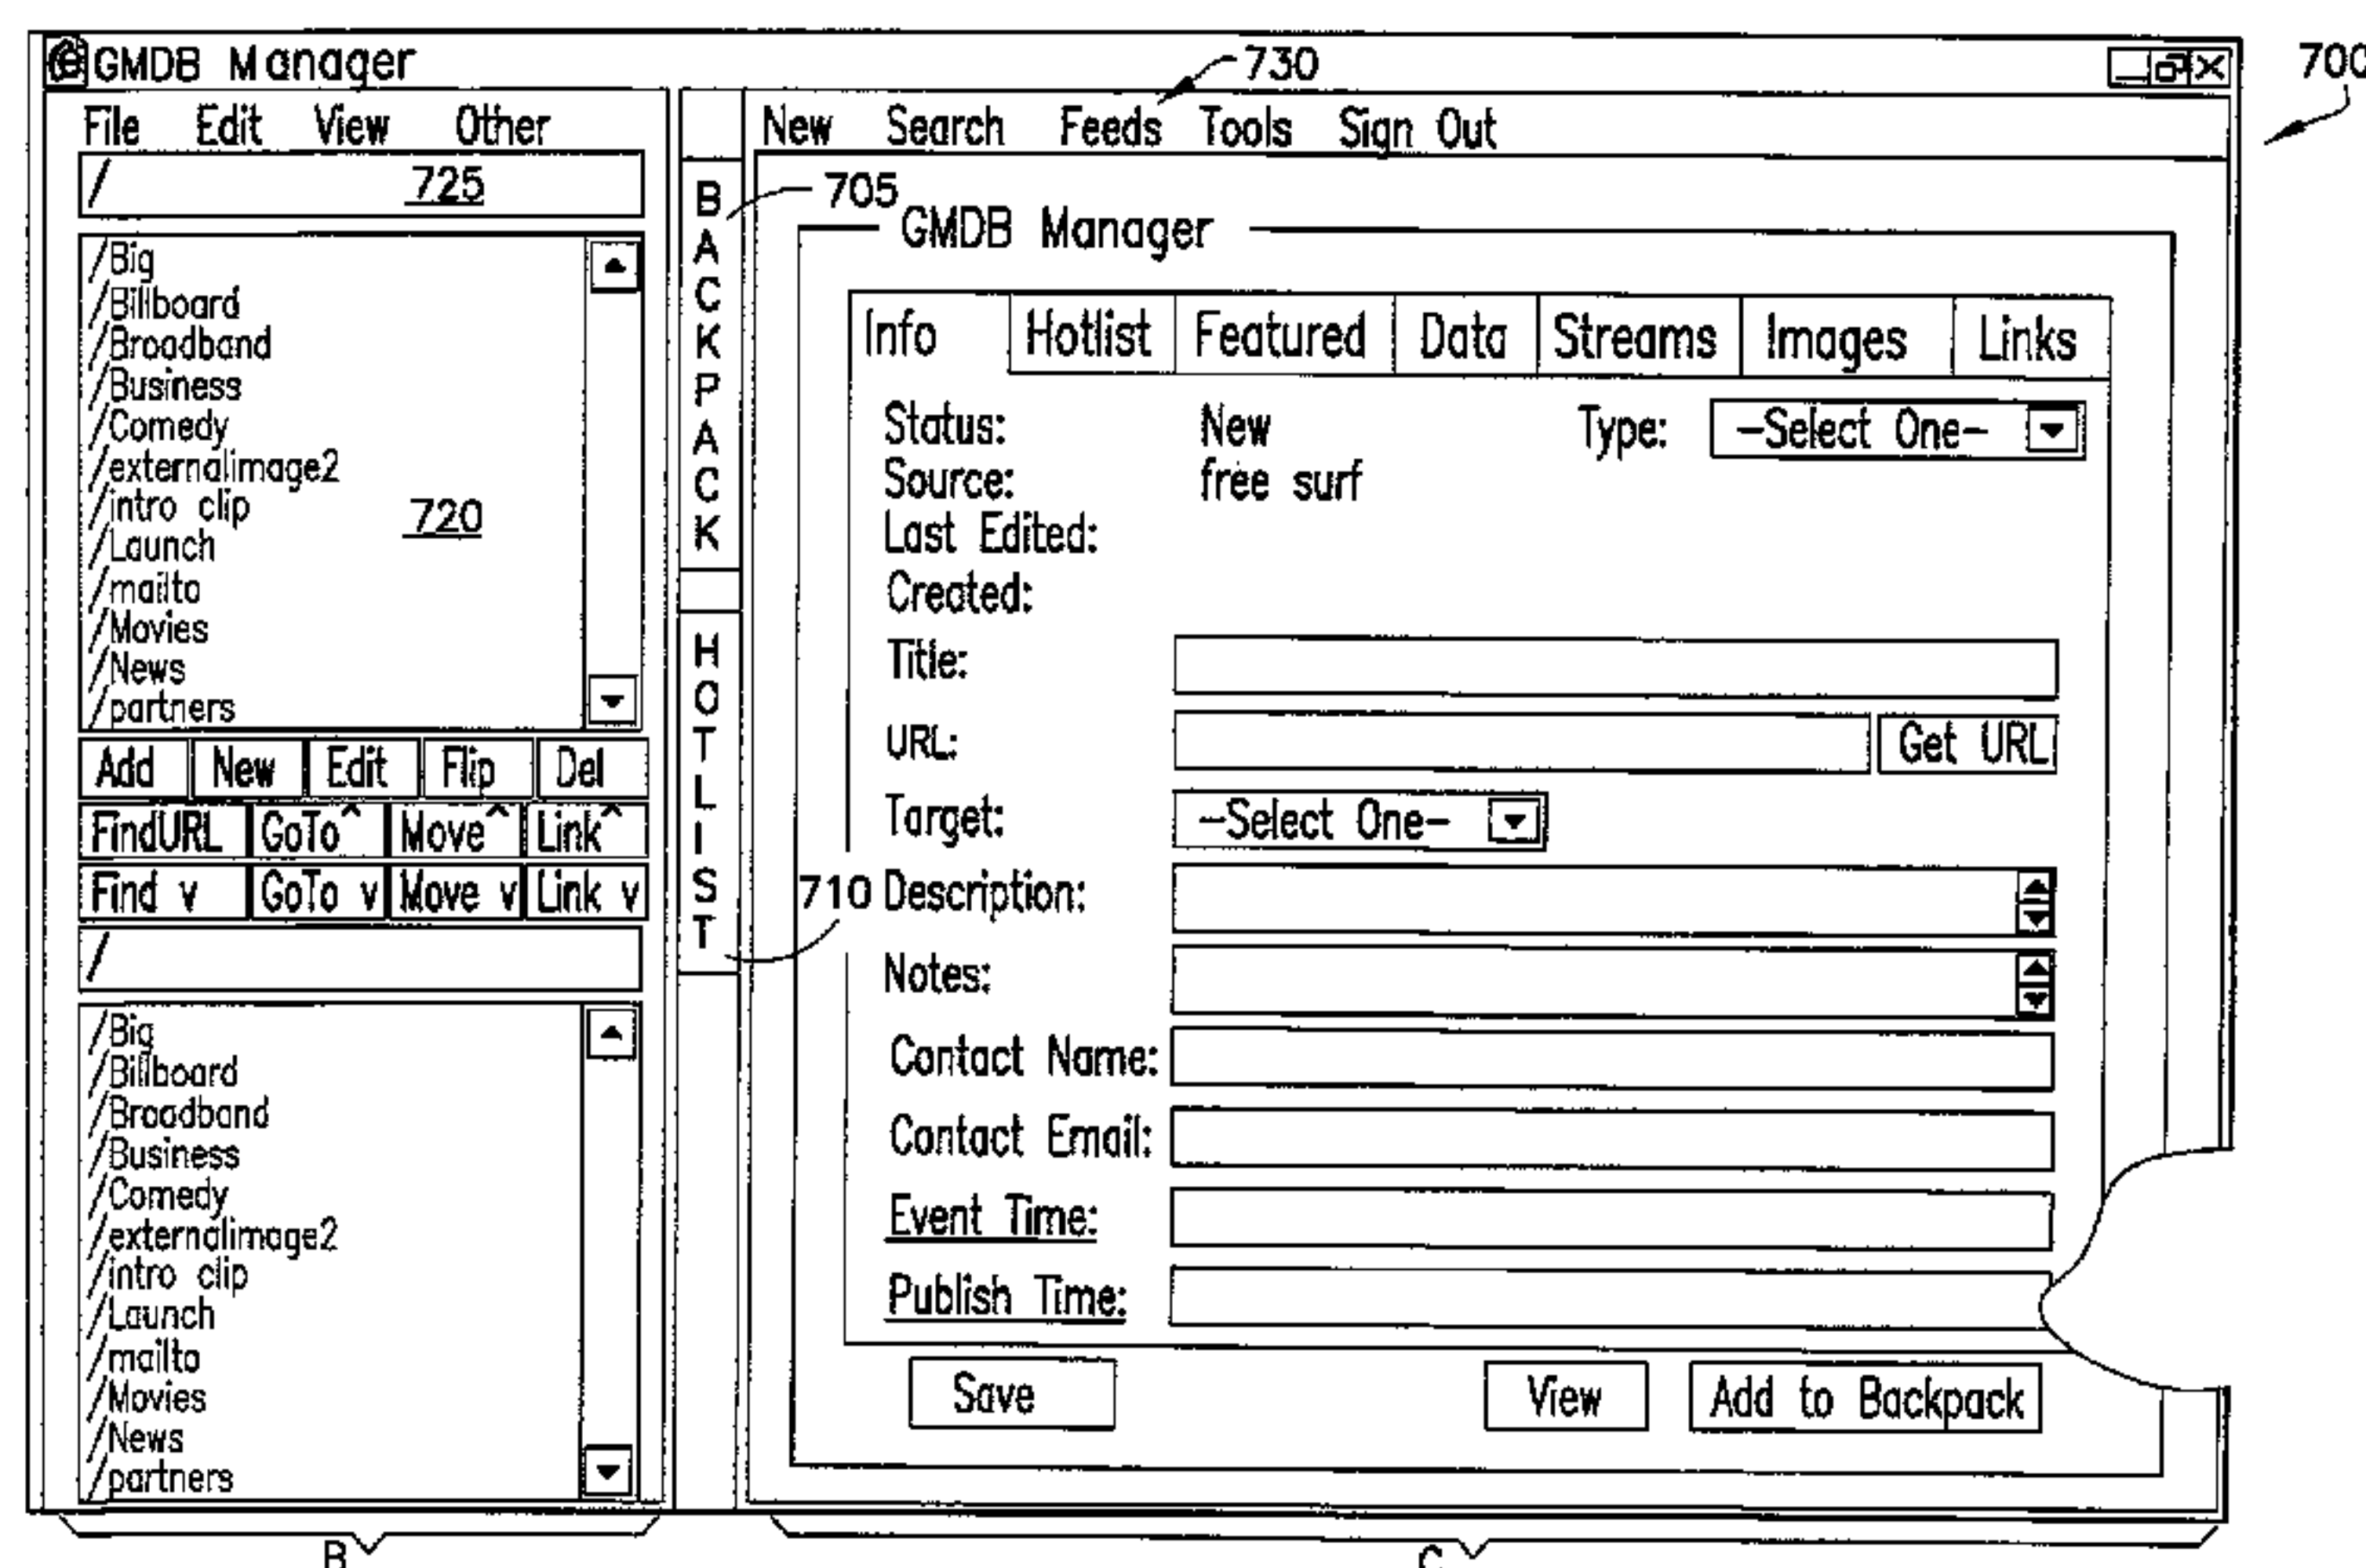 GMDB Manager
730
700
File Edit View Other
/ 725
/Big
/Billboard
/Broadband
/Business
/Comedy
/externalimage2
/intro clip
720
/Launch
/mailto
/Movies
/News
/partners
Add New Edit Flip Del
FindURL GoTo^ Move^ Link^
Find v GoTo v Move v Link v
/
/Big
/Billboard
/Broadband
/Business
/Comedy
/externalimage2
/intro clip
/Launch
/mailto
/Movies
/News
/partners
B
BACKPACK
705
HOTLIST
710
New Search Feeds Tools Sign Out
GMDB Manager
Info Hotlist Featured Data Streams Images Links
Status: New Type: -Select One-
Source: free surf
Last Edited:
Created:
Title:
URL: Get URL
Target: -Select One-
Description:
Notes:
Contact Name:
Contact Email:
Event Time:
Publish Time:
Save View Add to Backpack
C